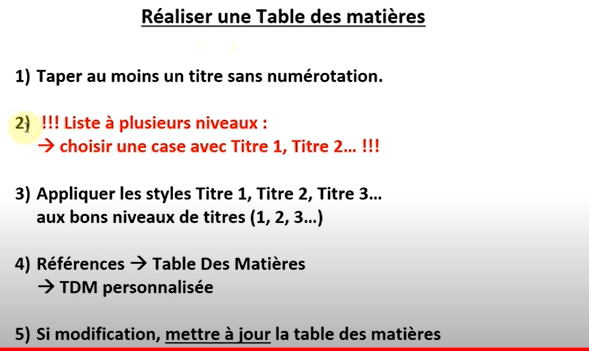 Réaliser une Table des matières
1) Taper au moins un titre sans numérotation.
2) !!! Liste à plusieurs niveaux :
→ choisir une case avec Titre 1, Titre 2... !!!
3) Appliquer les styles Titre 1, Titre 2, Titre 3...
aux bons niveaux de titres (1, 2, 3...)
4) Références → Table Des Matières
→ TDM personnalisée
5) Si modification, mettre à jour la table des matières